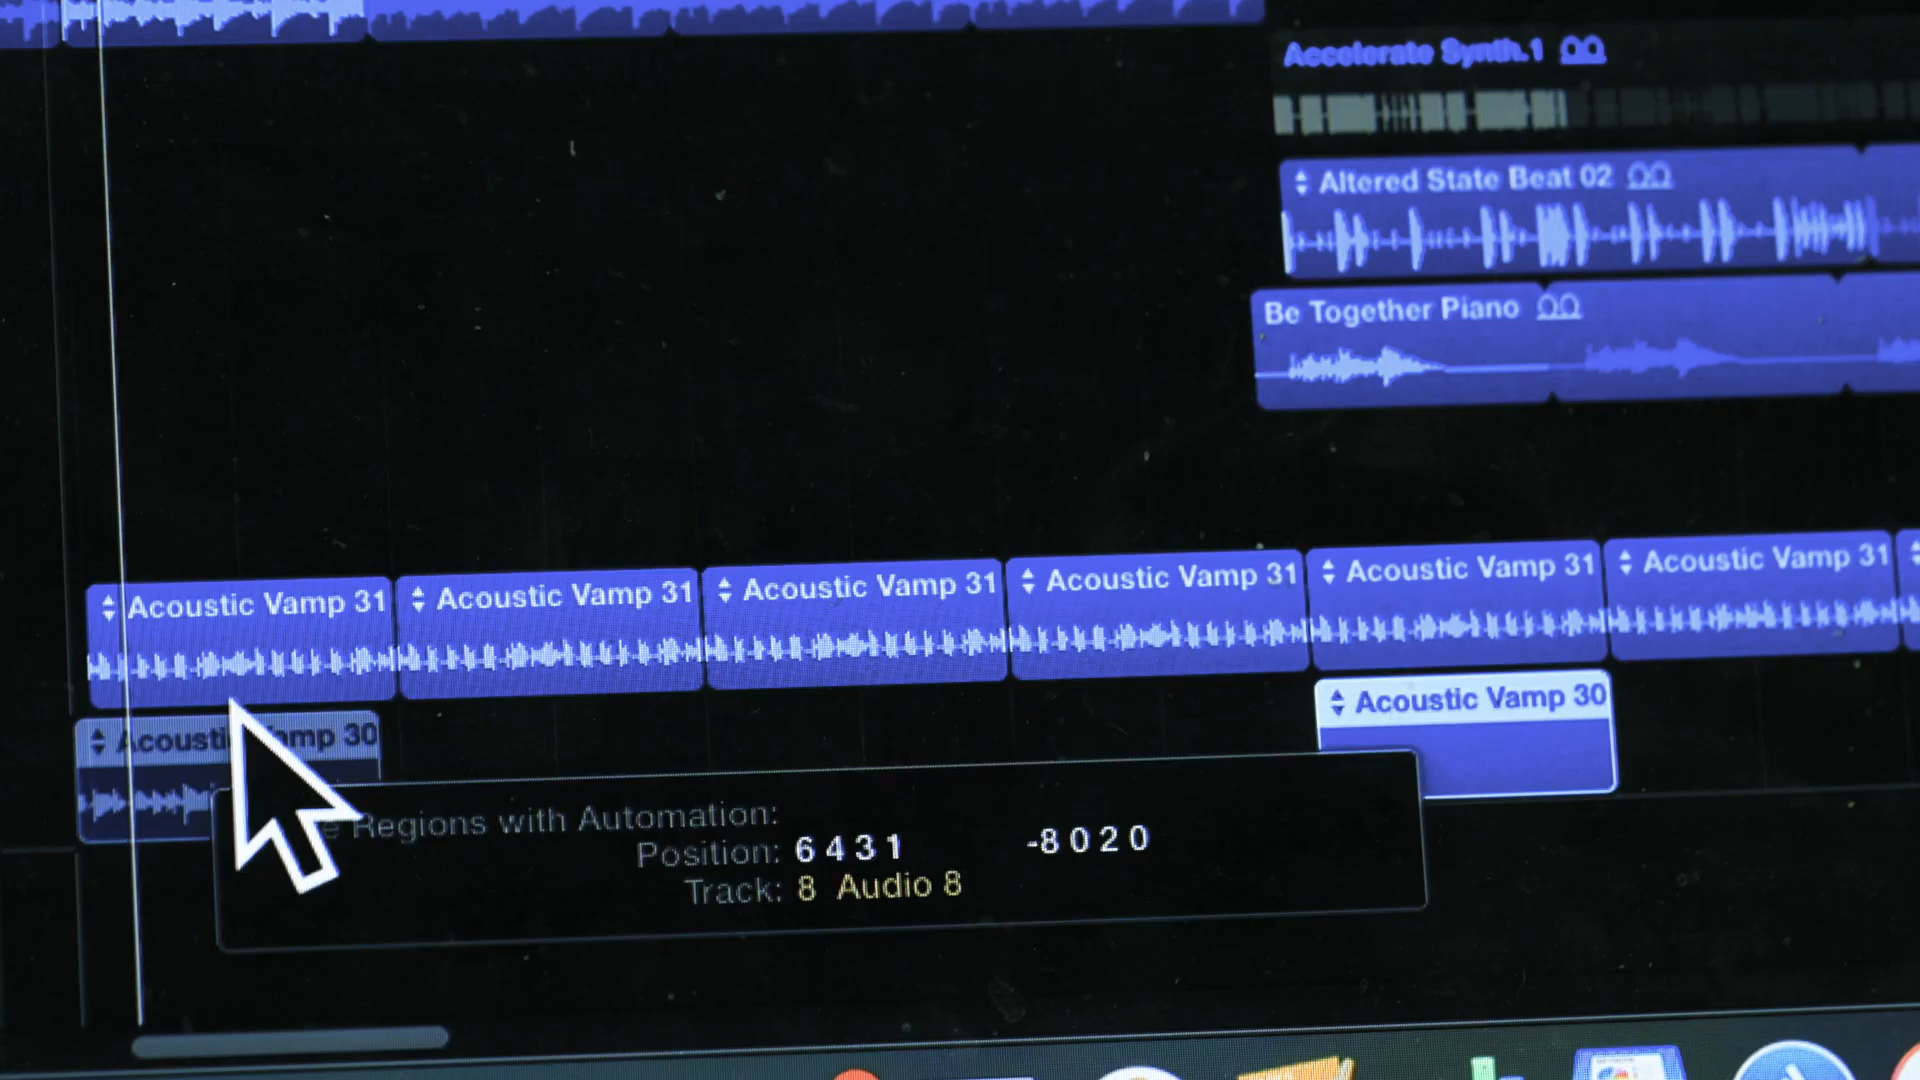 Accelerate Synth.1
Altered State Beat 02
Be Together Piano
Acoustic Vamp 31 Acoustic Vamp 31 Acoustic Vamp 31 Acoustic Vamp 31 Acoustic Vamp 31 Acoustic Vamp 31
30 Acoustic Vamp 30
Regions with Automation:
Position: 6 4 3 1 -8 0 2 0
Track: 8 Audio 8